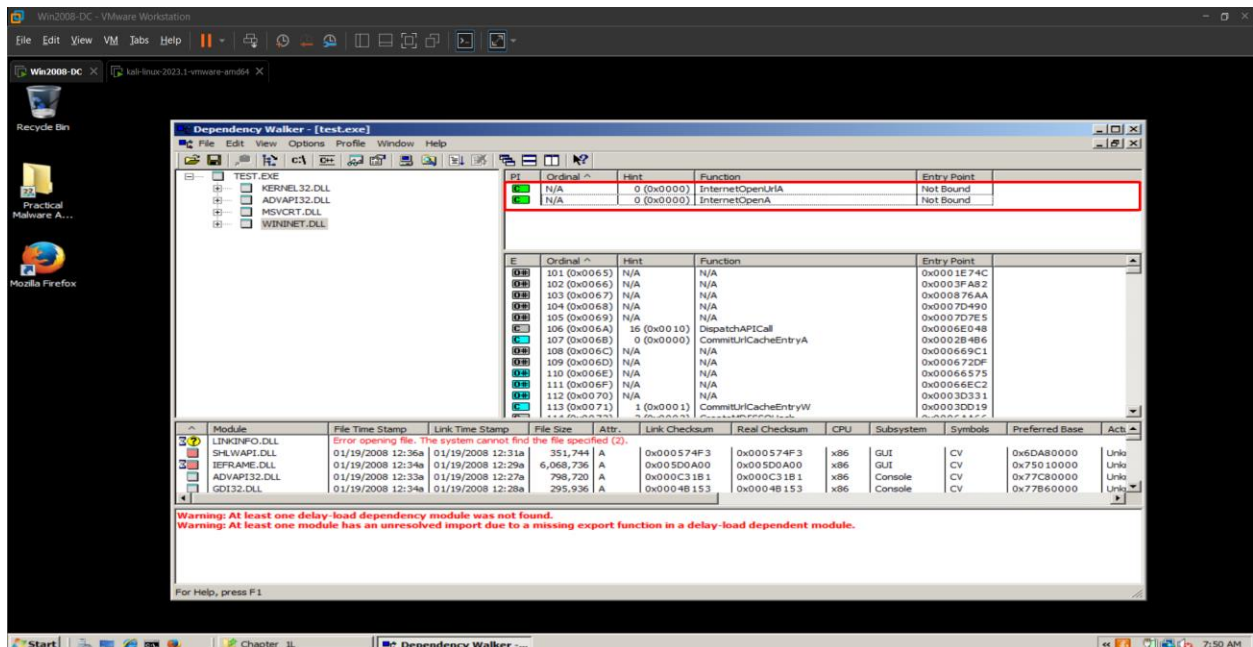 Win2008-DC - VMware Workstation
File Edit View VM Tabs Help
Win2008-DC
kali-linux-2023.1-vmware-amd64
Recycle Bin
Practical
Malware A...
Mozilla Firefox
Dependency Walker - [test.exe]
File Edit View Options Profile Window Help
TEST.EXE
KERNEL32.DLL
ADVAPI32.DLL
MSVCRT.DLL
WININET.DLL
PI Ordinal ^ Hint Function Entry Point
C N/A 0 (0x0000) InternetOpenUrlA Not Bound
C N/A 0 (0x0000) InternetOpenA Not Bound
E Ordinal ^ Hint Function Entry Point
O# 101 (0x0065) N/A N/A 0x0001E74C
O# 102 (0x0066) N/A N/A 0x0003FA82
O# 103 (0x0067) N/A N/A 0x000876AA
O# 104 (0x0068) N/A N/A 0x0007D490
O# 105 (0x0069) N/A N/A 0x0007D7E5
C 106 (0x006A) 16 (0x0010) DispatchAPICall 0x0006E048
C 107 (0x006B) 0 (0x0000) CommitUrlCacheEntryA 0x0002B4B6
O# 108 (0x006C) N/A N/A 0x000669C1
O# 109 (0x006D) N/A N/A 0x000672DF
O# 110 (0x006E) N/A N/A 0x00066575
O# 111 (0x006F) N/A N/A 0x00066EC2
O# 112 (0x0070) N/A N/A 0x0003D331
C 113 (0x0071) 1 (0x0001) CommitUrlCacheEntryW 0x0003DD19
^ Module File Time Stamp Link Time Stamp File Size Attr. Link Checksum Real Checksum CPU Subsystem Symbols Preferred Base Actu
LINKINFO.DLL Error opening file. The system cannot find the file specified (2).
SHLWAPI.DLL 01/19/2008 12:36a 01/19/2008 12:31a 351,744 A 0x000574F3 0x000574F3 x86 GUI CV 0x6DA80000 Unkn
IEFRAME.DLL 01/19/2008 12:34a 01/19/2008 12:29a 6,068,736 A 0x005D0A00 0x005D0A00 x86 GUI CV 0x75010000 Unkn
ADVAPI32.DLL 01/19/2008 12:33a 01/19/2008 12:27a 798,720 A 0x000C31B1 0x000C31B1 x86 Console CV 0x77C80000 Unkn
GDI32.DLL 01/19/2008 12:34a 01/19/2008 12:28a 295,936 A 0x0004B153 0x0004B153 x86 Console CV 0x77B60000 Unkn
Warning: At least one delay-load dependency module was not found.
Warning: At least one module has an unresolved import due to a missing export function in a delay-load dependent module.
For Help, press F1
Start
Chapter_1L
Dependency Walker -...
7:50 AM